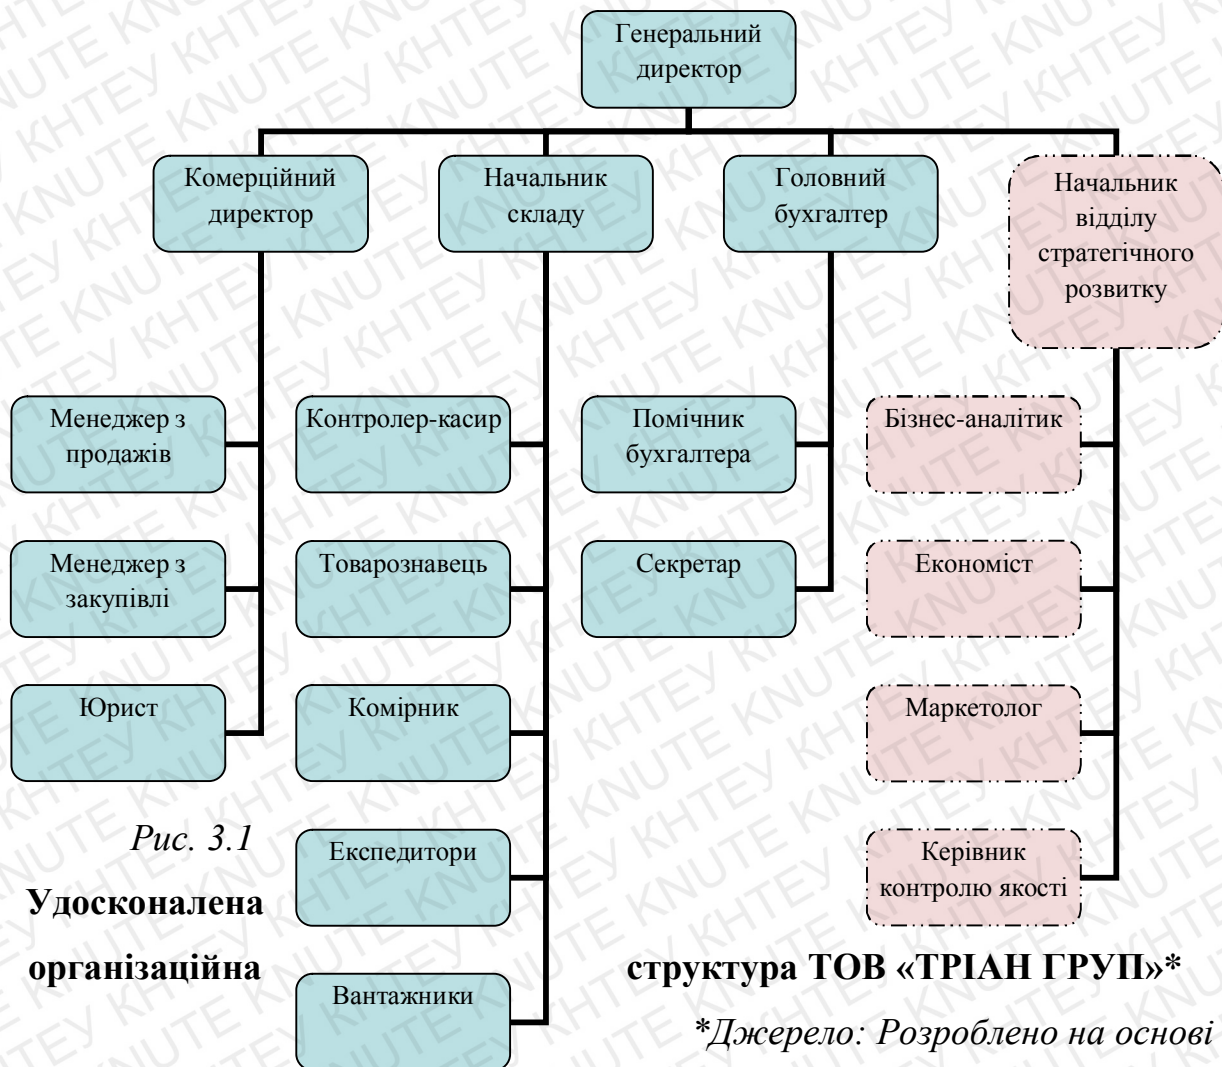 Генеральний
директор
Комерційний
директор
Начальник
складу
Головний
бухгалтер
Начальник
відділу
стратегічного
розвитку
Менеджер з
продажів
Контролер-касир
Помічник
бухгалтера
Бізнес-аналітик
Менеджер з
закупівлі
Товарознавець
Секретар
Економіст
Юрист
Комірник
Маркетолог
Експедитори
Керівник
контролю якості
Вантажники
Рис. 3.1
Удосконалена
організаційна
структура ТОВ «ТРІАН ГРУП»*
*Джерело: Розроблено на основі
KNUTE КНТЕУ